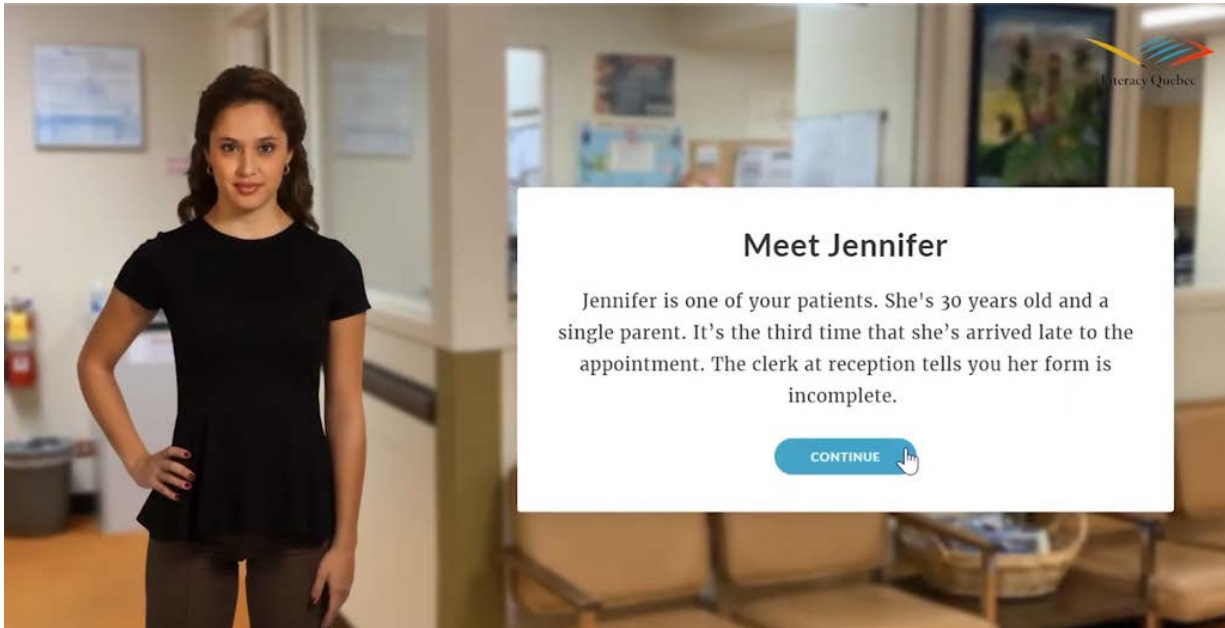 Literacy Quebec
Meet Jennifer
Jennifer is one of your patients. She's 30 years old and a
single parent. It’s the third time that she’s arrived late to the
appointment. The clerk at reception tells you her form is
incomplete.
CONTINUE